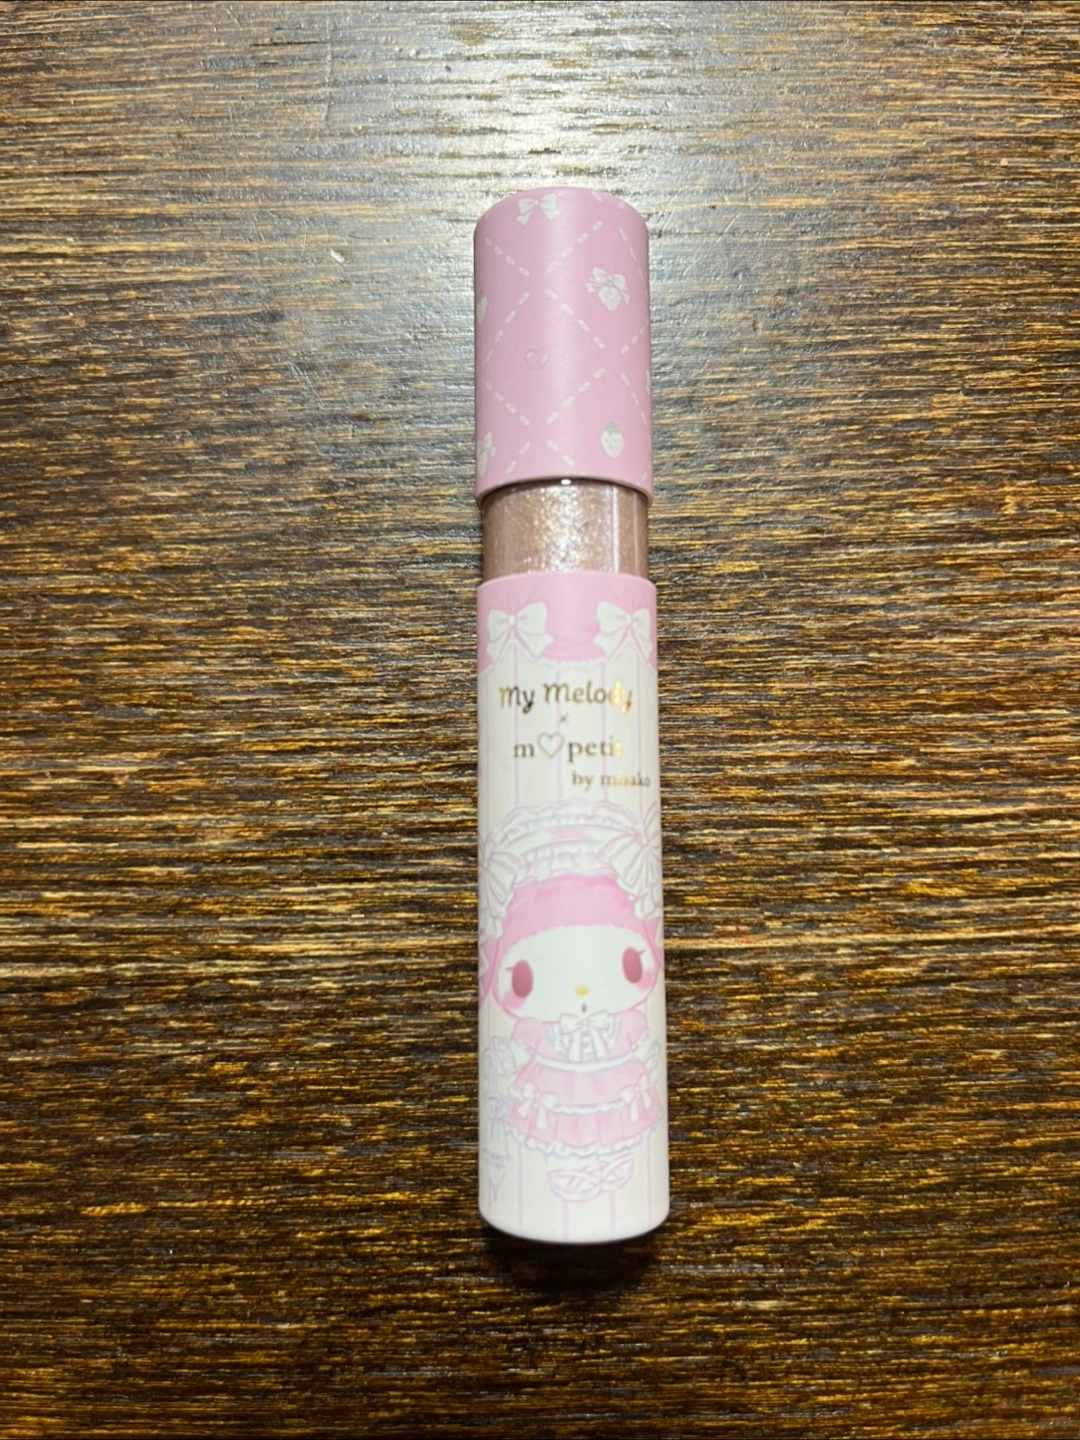 My Melody
×
m♡petit
by misako